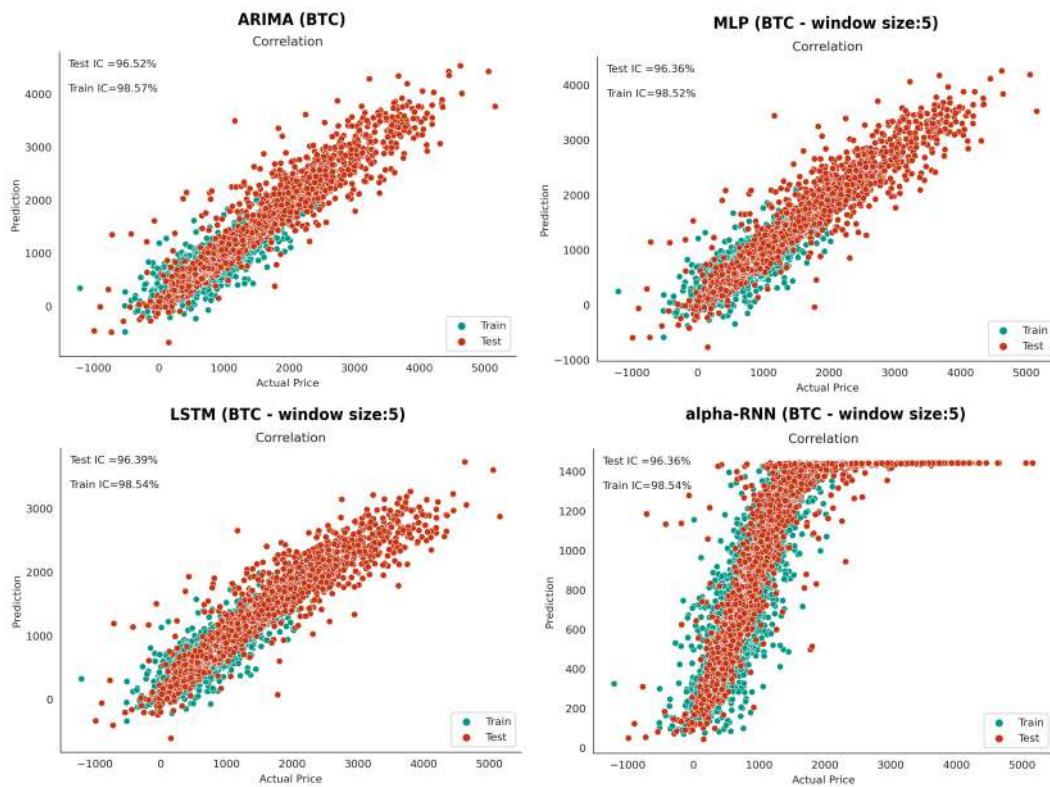 ARIMA (BTC)
Correlation
Test IC =96.52%
Train IC=98.57%
4000
3000
2000
1000
0
Prediction
−1000 0 1000 2000 3000 4000 5000
Actual Price
Train
Test
MLP (BTC - window size:5)
Correlation
Test IC =96.36%
Train IC=98.52%
4000
3000
2000
1000
0
−1000
Prediction
−1000 0 1000 2000 3000 4000 5000
Actual Price
Train
Test
LSTM (BTC - window size:5)
Correlation
Test IC =96.39%
Train IC=98.54%
3000
2000
1000
0
Prediction
−1000 0 1000 2000 3000 4000 5000
Actual Price
Train
Test
alpha-RNN (BTC - window size:5)
Correlation
Test IC =96.36%
Train IC=98.54%
1400
1200
1000
800
600
400
200
0
Prediction
−1000 0 1000 2000 3000 4000 5000
Actual Price
Train
Test